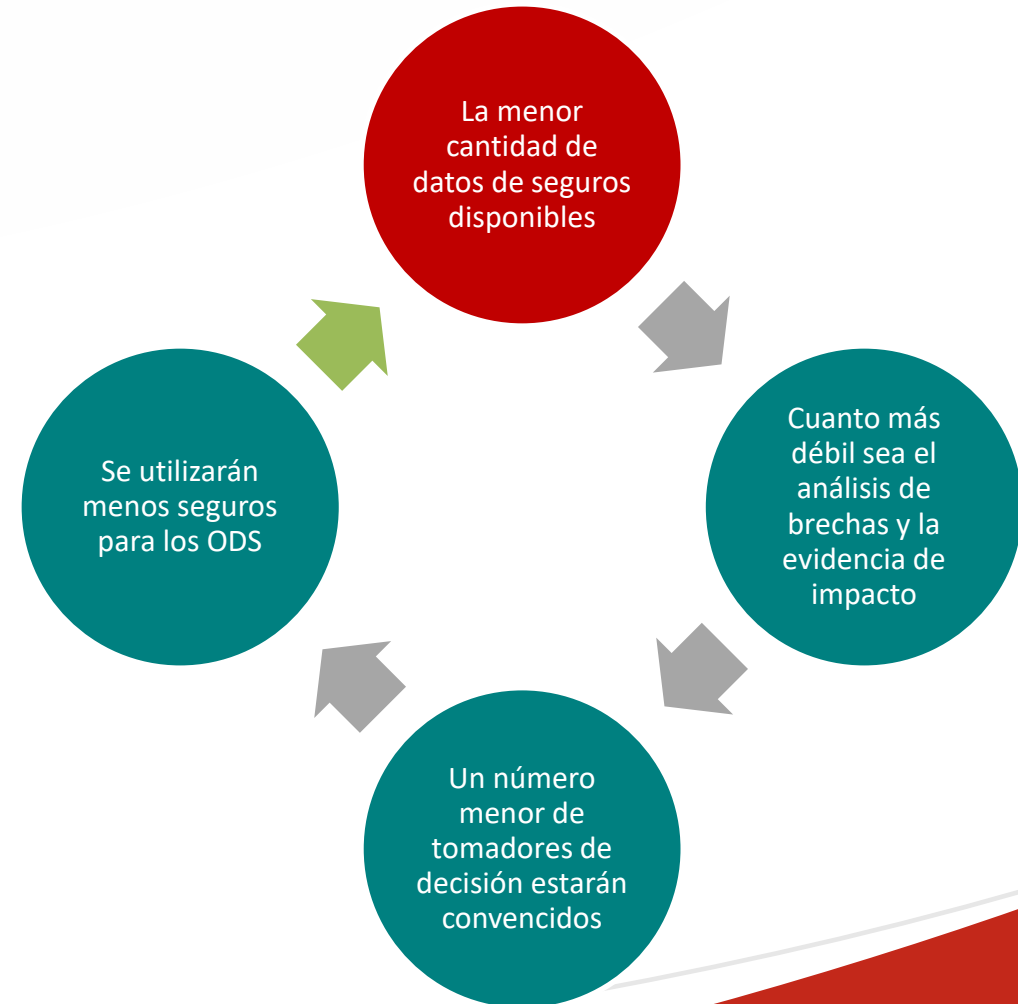 La menor
cantidad de
datos de seguros
disponibles
Cuanto más
débil sea el
análisis de
brechas y la
evidencia de
impacto
Un número
menor de
tomadores de
decisión estarán
convencidos
Se utilizarán
menos seguros
para los ODS